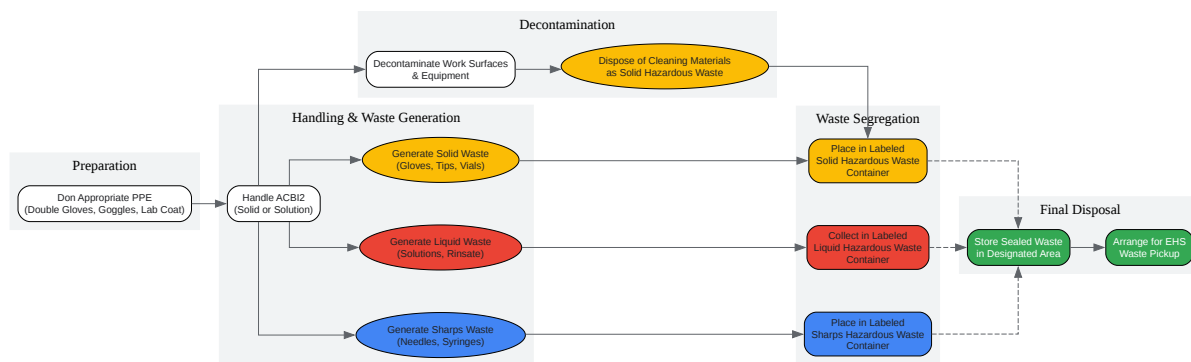 Decontamination
Decontaminate Work Surfaces
& Equipment
Dispose of Cleaning Materials
as Solid Hazardous Waste
Handling & Waste Generation
Waste Segregation
Generate Solid Waste
(Gloves, Tips, Vials)
Place in Labeled
Solid Hazardous Waste
Container
Preparation
Don Appropriate PPE
(Double Gloves, Goggles, Lab Coat)
Handle ACBI2
(Solid or Solution)
Generate Liquid Waste
(Solutions, Rinsate)
Collect in Labeled
Liquid Hazardous Waste
Container
Final Disposal
Store Sealed Waste
in Designated Area
Arrange for EHS
Waste Pickup
Generate Sharps Waste
(Needles, Syringes)
Place in Labeled
Sharps Hazardous Waste
Container